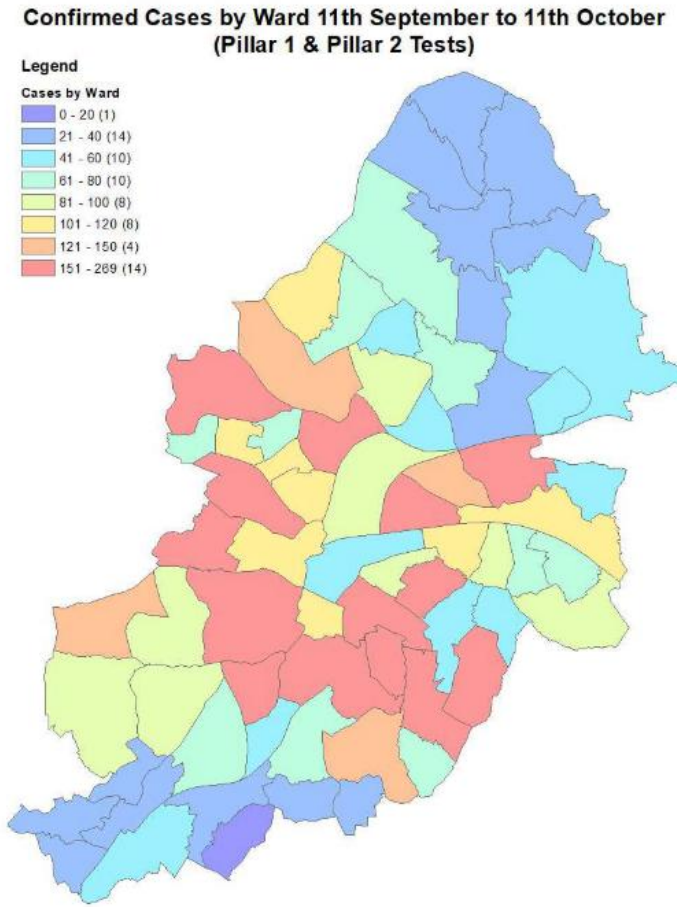 Confirmed Cases by Ward 11th September to 11th October
(Pillar 1 & Pillar 2 Tests)
Legend
Cases by Ward
0 - 20 (1)
21 - 40 (14)
41 - 60 (10)
61 - 80 (10)
81 - 100 (8)
101 - 120 (8)
121 - 150 (4)
151 - 269 (14)